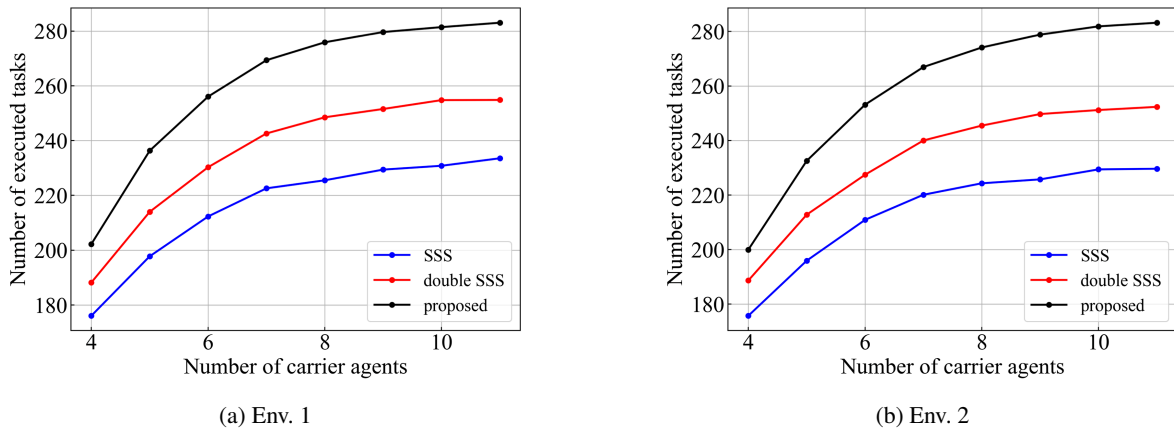 280
260
240
220
200
180
Number of executed tasks
SSS
double SSS
proposed
4 6 8 10
Number of carrier agents
(a) Env. 1
280
260
240
220
200
180
Number of executed tasks
SSS
double SSS
proposed
4 6 8 10
Number of carrier agents
(b) Env. 2